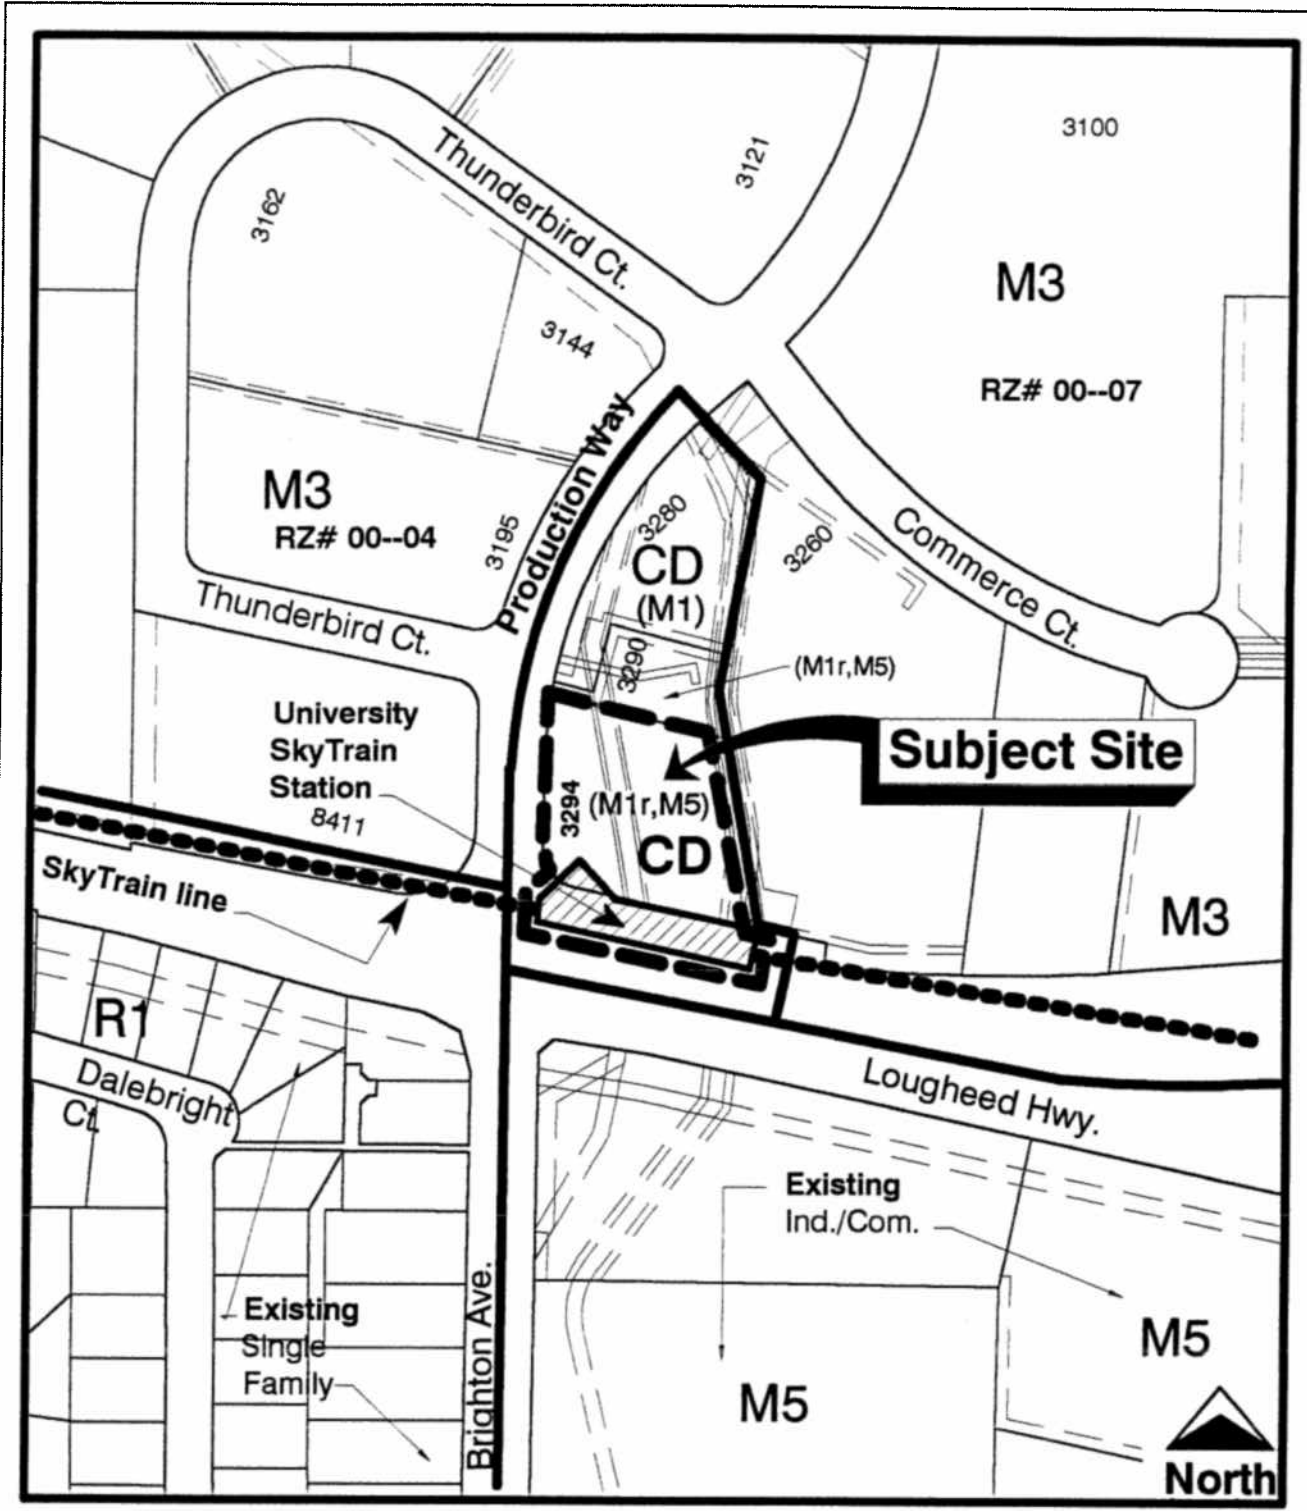 3100
3121
Thunderbird Ct.
3162
M3
3144
RZ# 00--07
Production Way
M3
RZ# 00--04
3195
3280
3260
Commerce Ct.
CD
(M1)
Thunderbird Ct.
3290
(M1r,M5)
University
SkyTrain
Station
8411
Subject Site
3294
(M1r,M5)
CD
SkyTrain line
M3
R1
Dalebright
Ct.
Lougheed Hwy.
Existing
Ind./Com.
Existing
Single
Family
Brighton Ave.
M5
M5
North